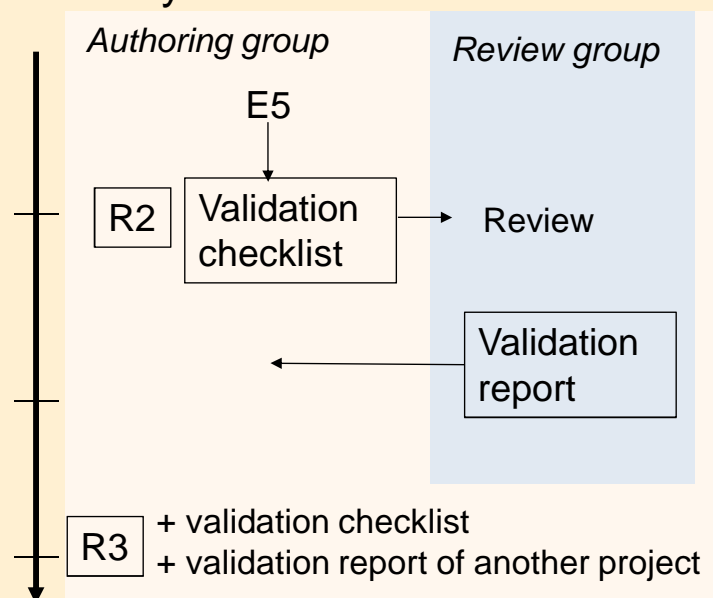 Authoring group
Review group
E5
R2
Validation
checklist
Review
Validation
report
R3
+ validation checklist
+ validation report of another project